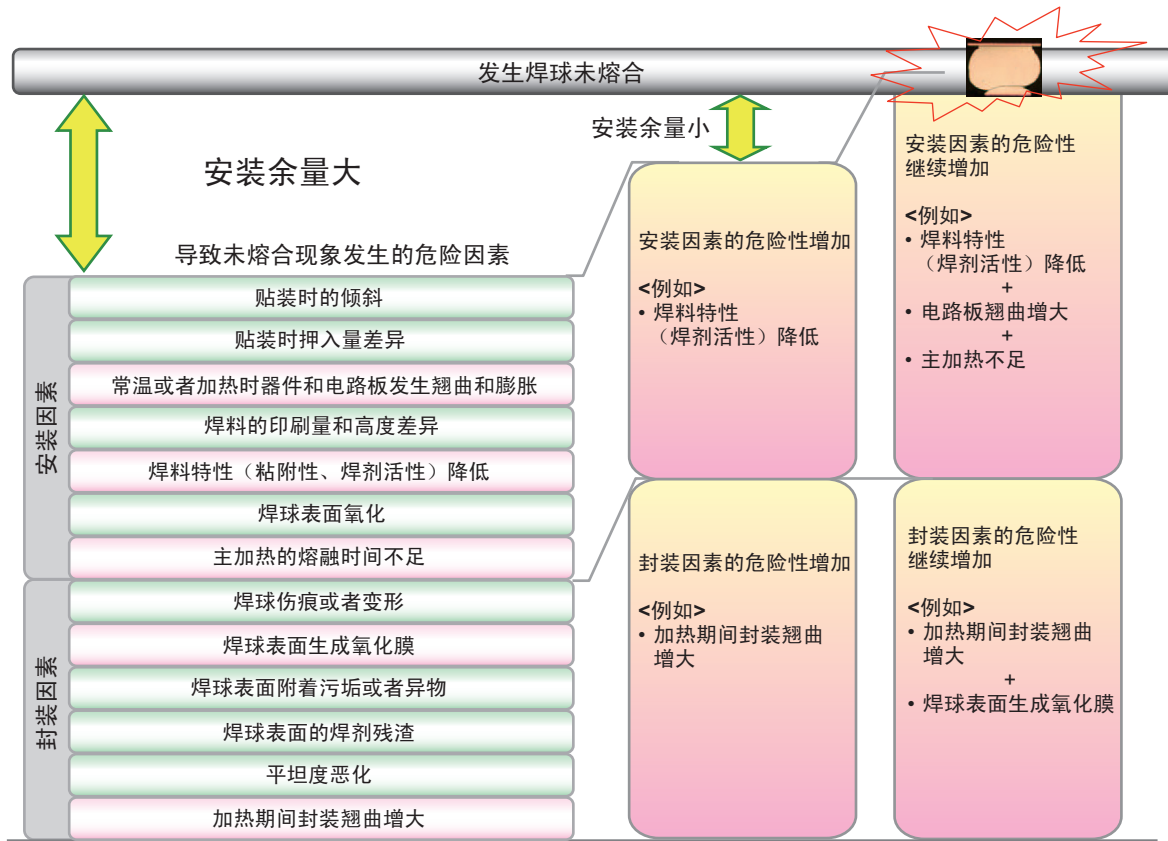 发生焊球未熔合
安装余量大
安装余量小
导致未熔合现象发生的危险因素
安装因素
贴装时的倾斜
贴装时押入量差异
常温或者加热时器件和电路板发生翘曲和膨胀
焊料的印刷量和高度差异
焊料特性（粘附性、焊剂活性）降低
焊球表面氧化
主加热的熔融时间不足
封装因素
焊球伤痕或者变形
焊球表面生成氧化膜
焊球表面附着污垢或者异物
焊球表面的焊剂残渣
平坦度恶化
加热期间封装翘曲增大
安装因素的危险性增加
<例如>
• 焊料特性
（焊剂活性）降低
封装因素的危险性增加
<例如>
• 加热期间封装翘曲
增大
安装因素的危险性
继续增加
<例如>
• 焊料特性
（焊剂活性）降低
+
• 电路板翘曲增大
+
• 主加热不足
封装因素的危险性
继续增加
<例如>
• 加热期间封装翘曲
增大
+
• 焊球表面生成氧化膜